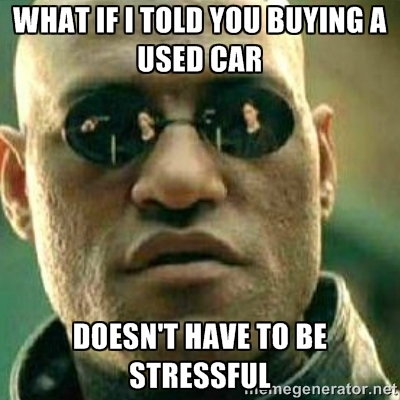 WHAT IF I TOLD YOU BUYING A
USED CAR
DOESN'T HAVE TO BE
STRESSFUL
memegenerator.net